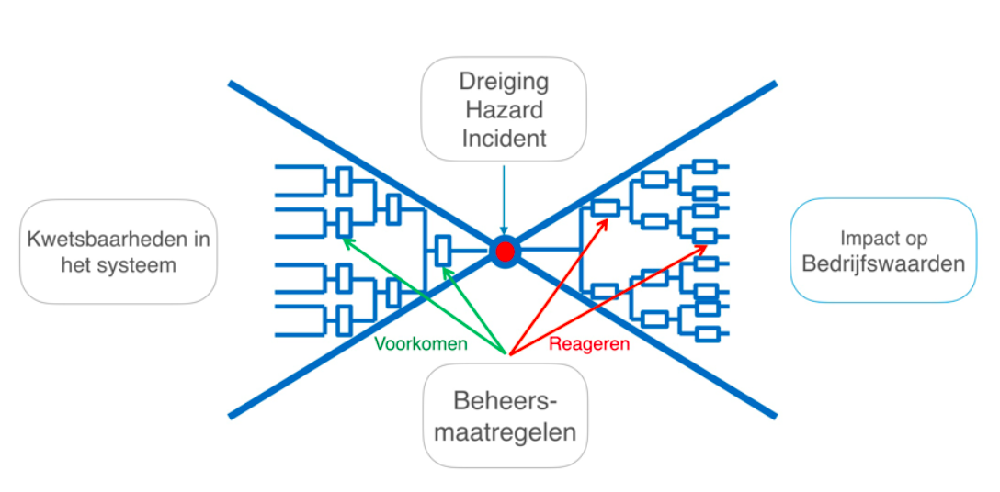 Dreiging
Hazard
Incident
Kwetsbaarheden in
het systeem
Impact op
Bedrijfswaarden
Voorkomen
Reageren
Beheers-
maatregelen